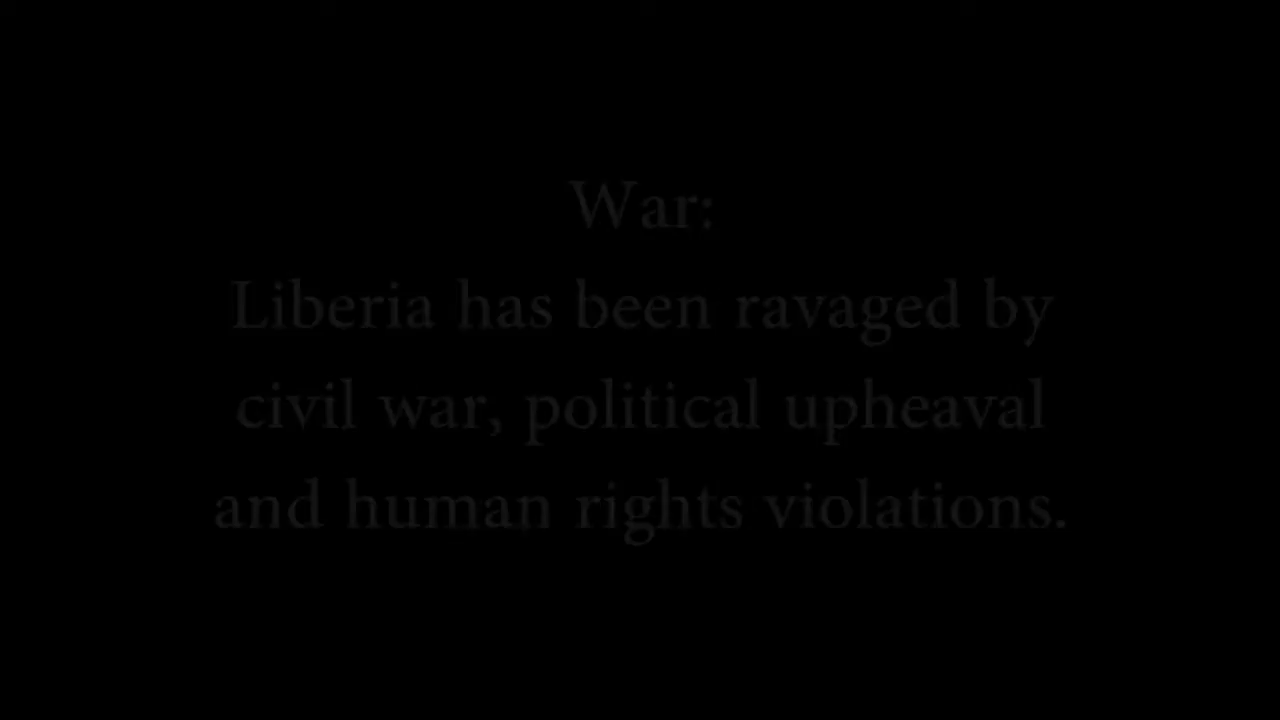 War:
Liberia has been ravaged by
civil war, political upheaval
and human rights violations.